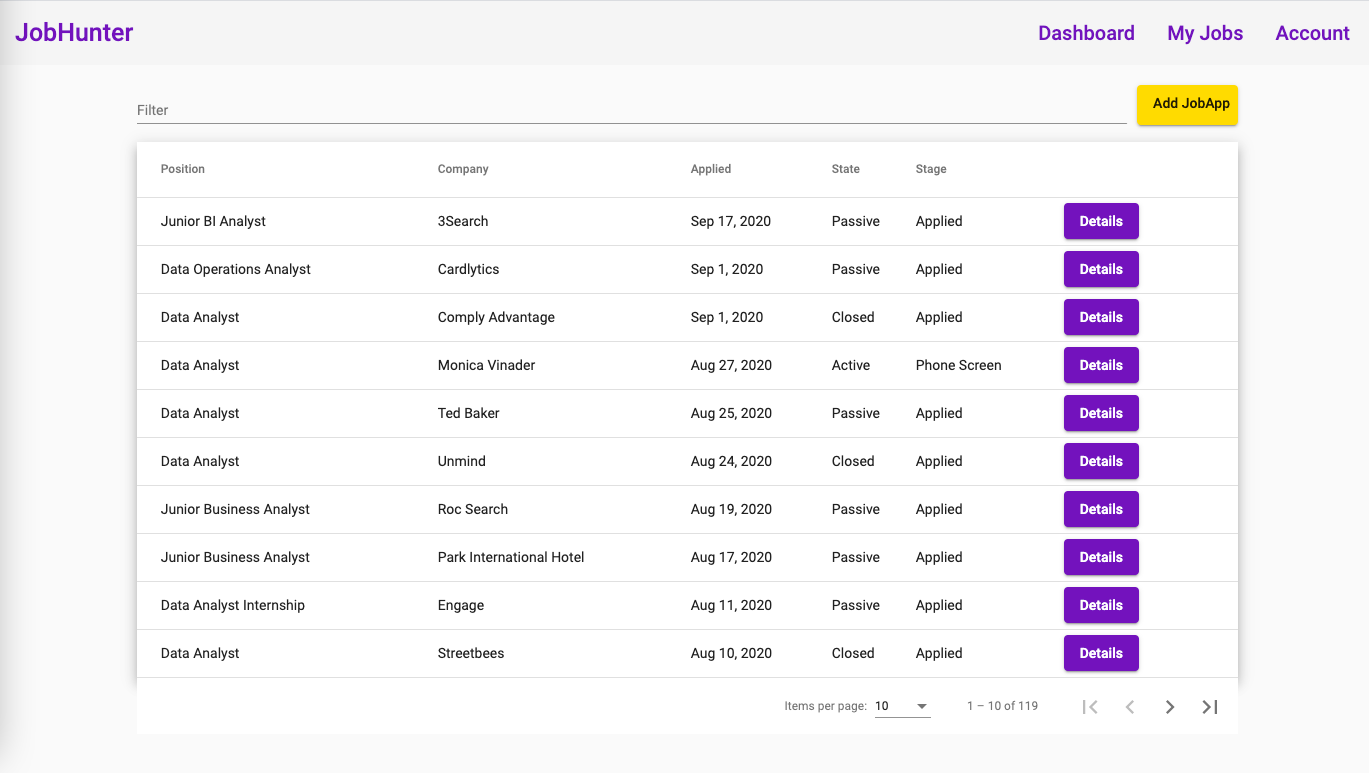 JobHunter Dashboard My Jobs Account
Filter Add JobApp
Position Company Applied State Stage
Junior BI Analyst 3Search Sep 17, 2020 Passive Applied Details
Data Operations Analyst Cardlytics Sep 1, 2020 Passive Applied Details
Data Analyst Comply Advantage Sep 1, 2020 Closed Applied Details
Data Analyst Monica Vinader Aug 27, 2020 Active Phone Screen Details
Data Analyst Ted Baker Aug 25, 2020 Passive Applied Details
Data Analyst Unmind Aug 24, 2020 Closed Applied Details
Junior Business Analyst Roc Search Aug 19, 2020 Passive Applied Details
Junior Business Analyst Park International Hotel Aug 17, 2020 Passive Applied Details
Data Analyst Internship Engage Aug 11, 2020 Passive Applied Details
Data Analyst Streetbees Aug 10, 2020 Closed Applied Details
Items per page: 10 1 – 10 of 119